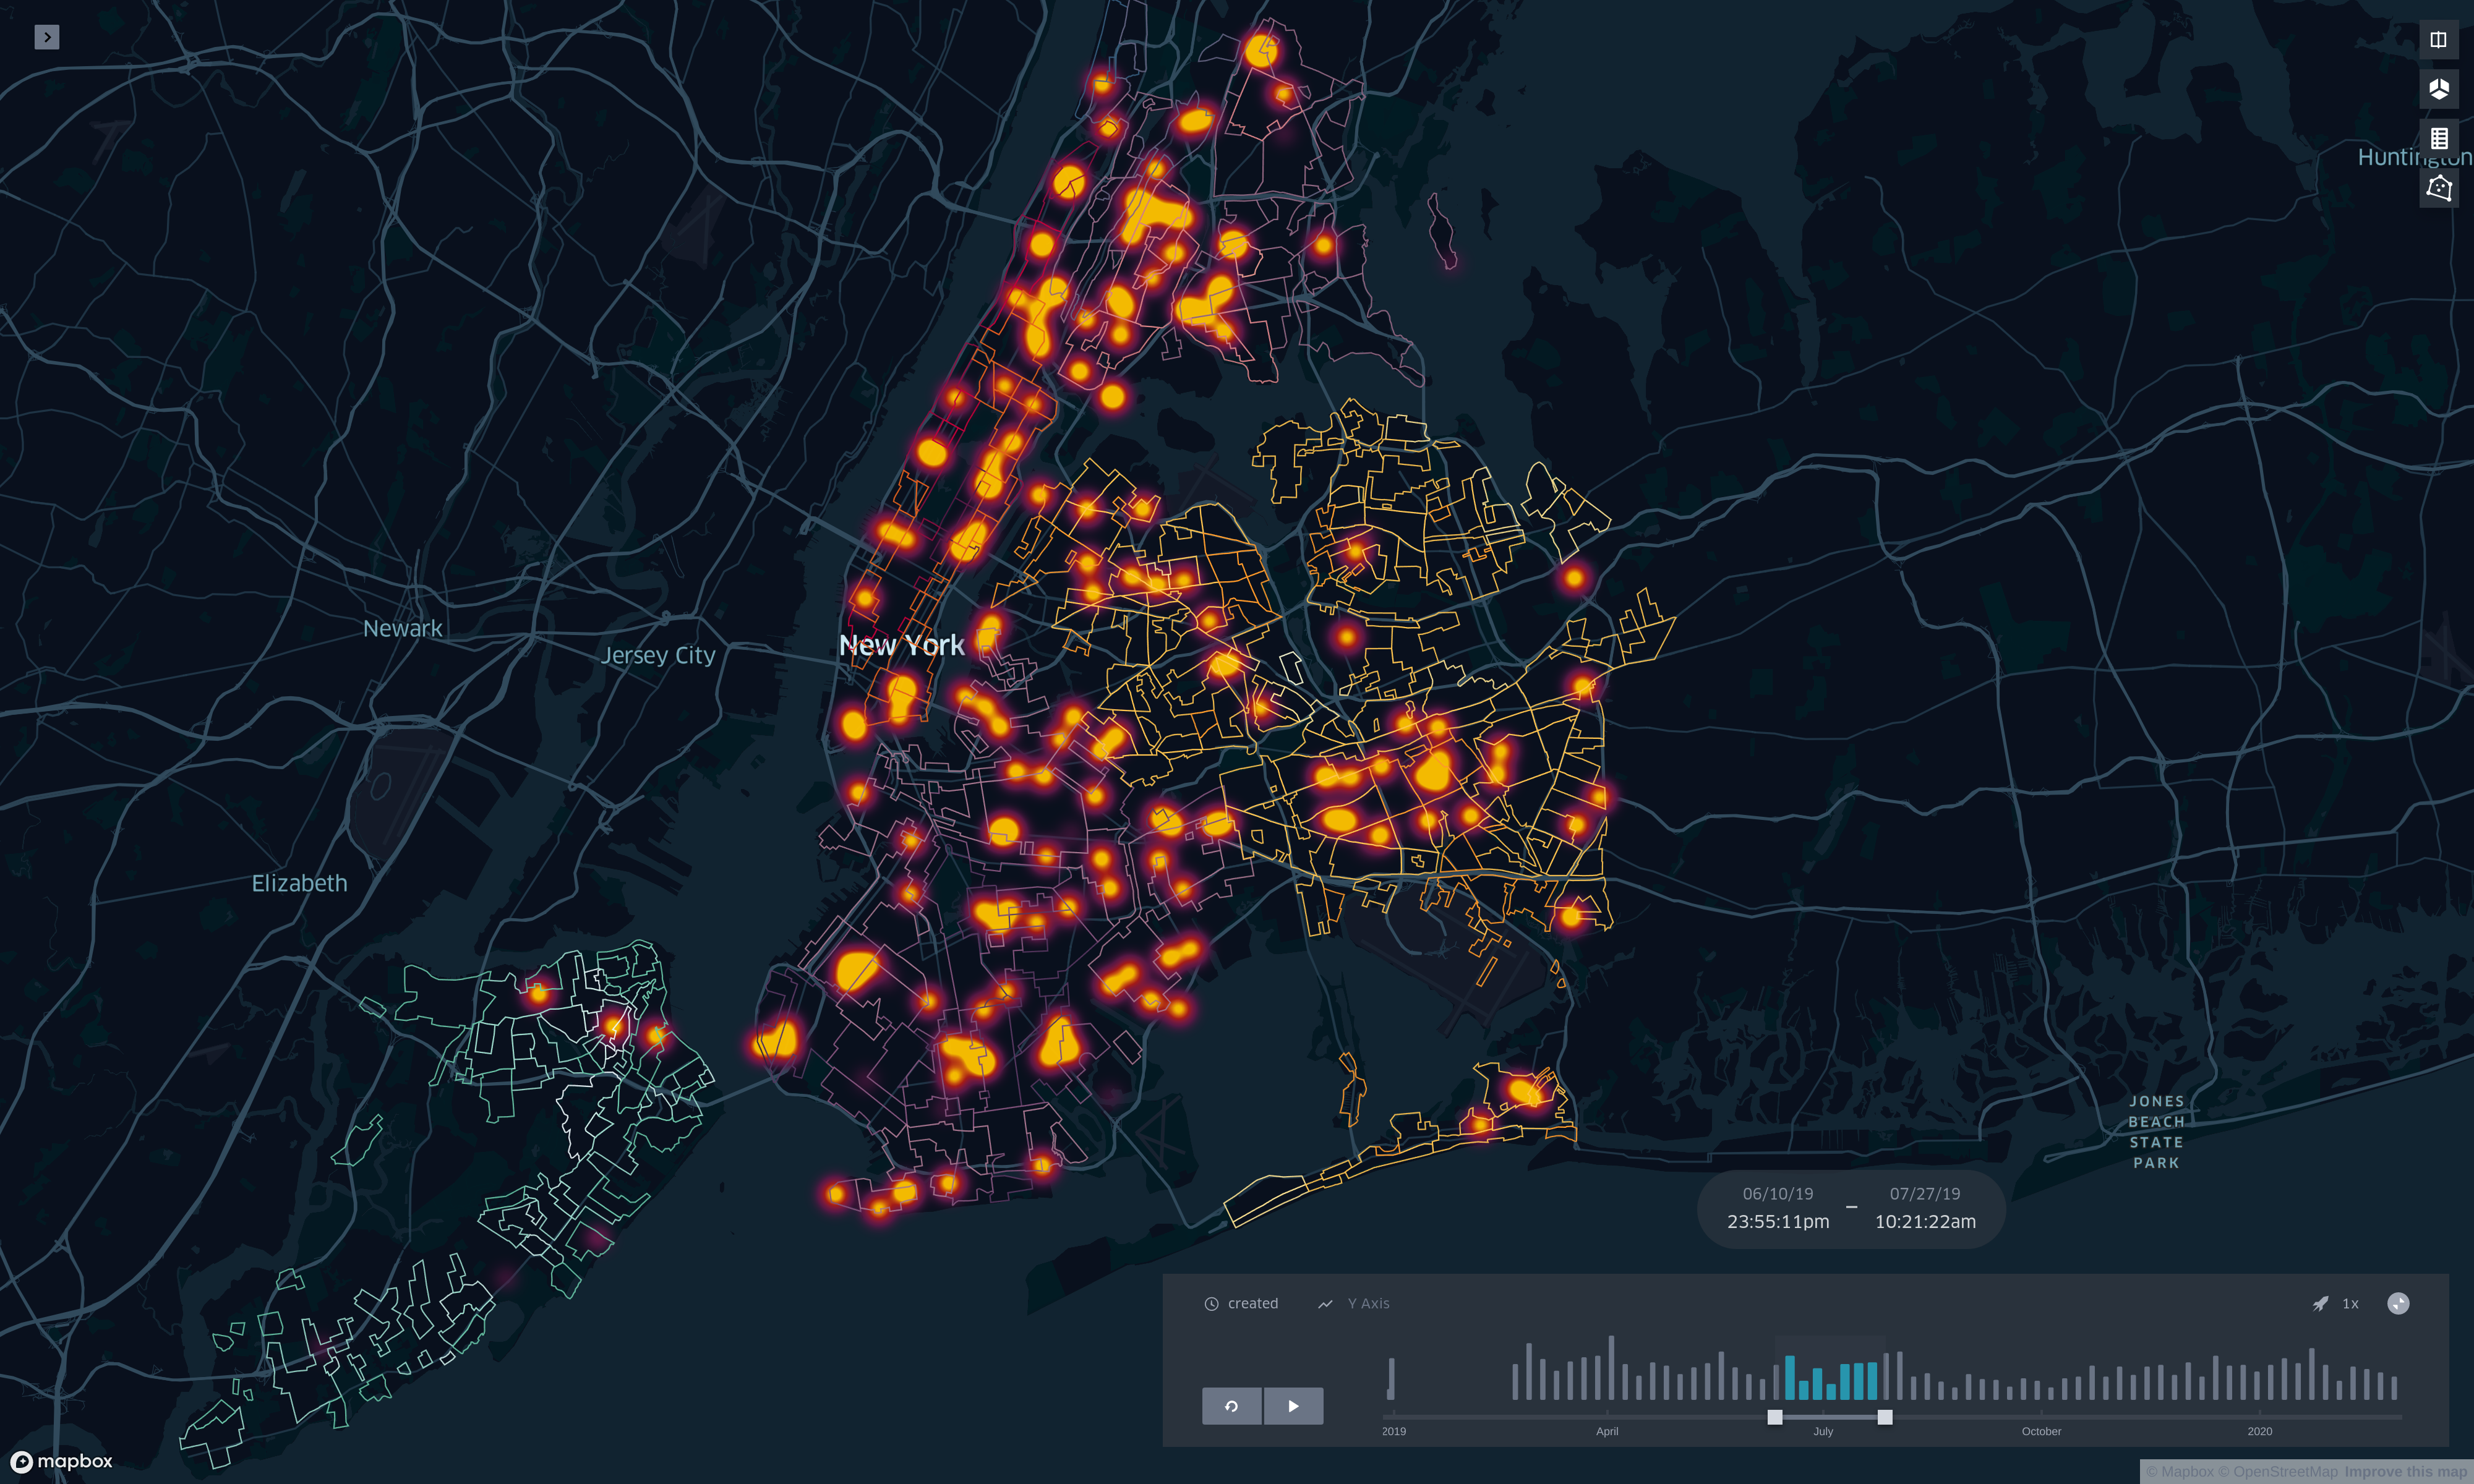 Huntington
Newark
Jersey City
New York
Elizabeth
JONES
BEACH
STATE
PARK
06/10/19
23:55:11pm
–
07/27/19
10:21:22am
created
Y Axis
1x
2019
April
July
October
2020
mapbox
© Mapbox © OpenStreetMap Improve this map